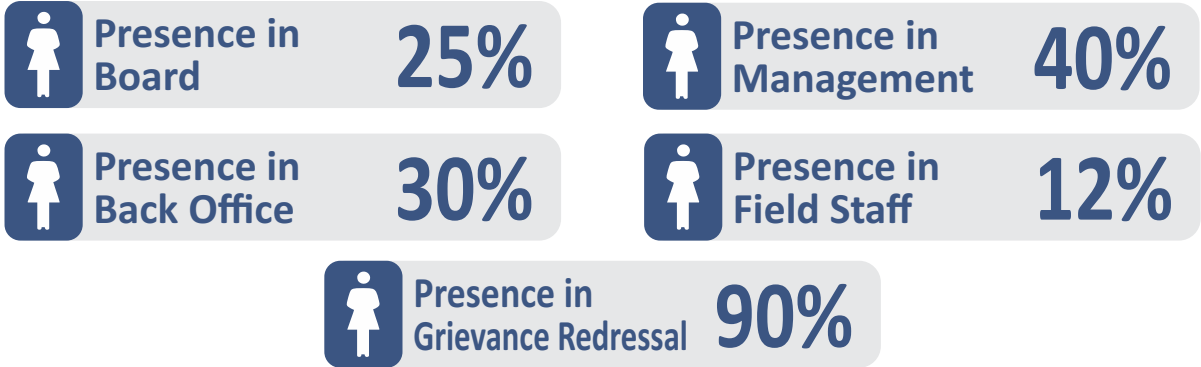 Presence in
Board
25%
Presence in
Management
40%
Presence in
Back Office
30%
Presence in
Field Staff
12%
Presence in
Grievance Redressal
90%